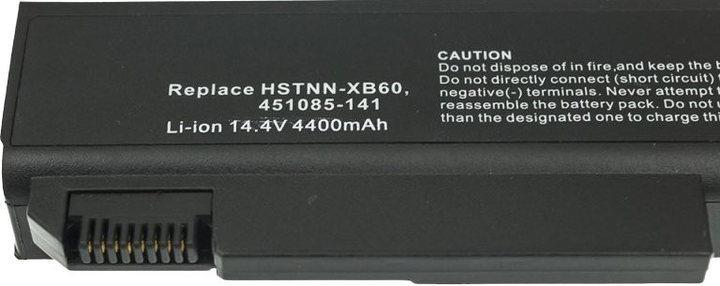 Replace HSTNN-XB60,
451085-141
Li-ion 14.4V 4400mAh
CAUTION
Do not dispose of in fire,and keep the b
Do not directly connect (short circuit)
negative(-) terminals. Never attempt t
reassemble the battery pack. Do not
than the designated one to charge this